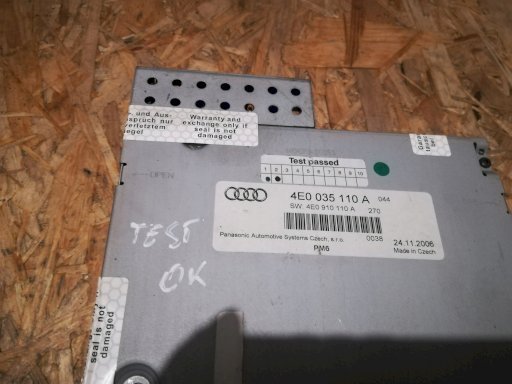 - und Aus-
spruch nur
verletztem
iegel
Warranty and
exchange only if
seal is not
damaged
Test passed
1 2 3 4 5 6 7 8 9 10
OPEN
4E0 035 110 A 044
SW: 4E0 910 110 A 270
Panasonic Automotive Systems Czech, s.r.o. 0038 24.11.2006
PM6 Made in Czech
TEST
OK
seal is not
damaged